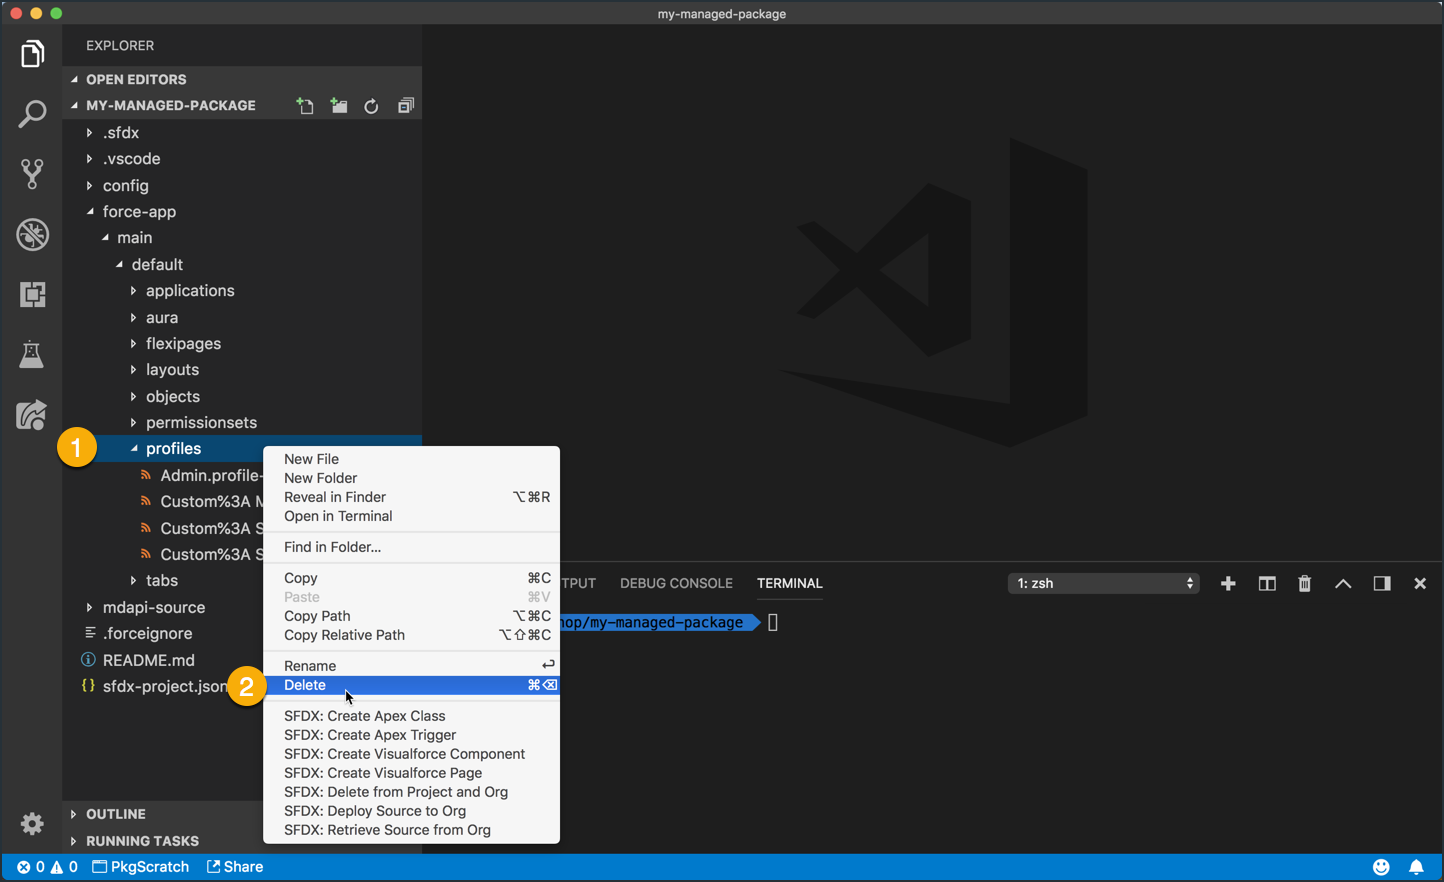 my-managed-package
EXPLORER
OPEN EDITORS
MY-MANAGED-PACKAGE
.sfdx
.vscode
config
force-app
main
default
applications
aura
flexipages
layouts
objects
permissionsets
1
profiles
Admin.profile-
Custom%3A M
Custom%3A S
Custom%3A S
tabs
mdapi-source
.forceignore
README.md
sfdx-project.json
OUTLINE
RUNNING TASKS
New File
New Folder
Reveal in Finder ⌥⌘R
Open in Terminal
Find in Folder...
Copy ⌘C
Paste ⌘V
Copy Path ⌥⌘C
Copy Relative Path ⌥⇧⌘C
Rename ↩
2
Delete ⌘⌫
SFDX: Create Apex Class
SFDX: Create Apex Trigger
SFDX: Create Visualforce Component
SFDX: Create Visualforce Page
SFDX: Delete from Project and Org
SFDX: Deploy Source to Org
SFDX: Retrieve Source from Org
TPUT DEBUG CONSOLE TERMINAL 1: zsh
hop/my-managed-package
0 0 PkgScratch Share